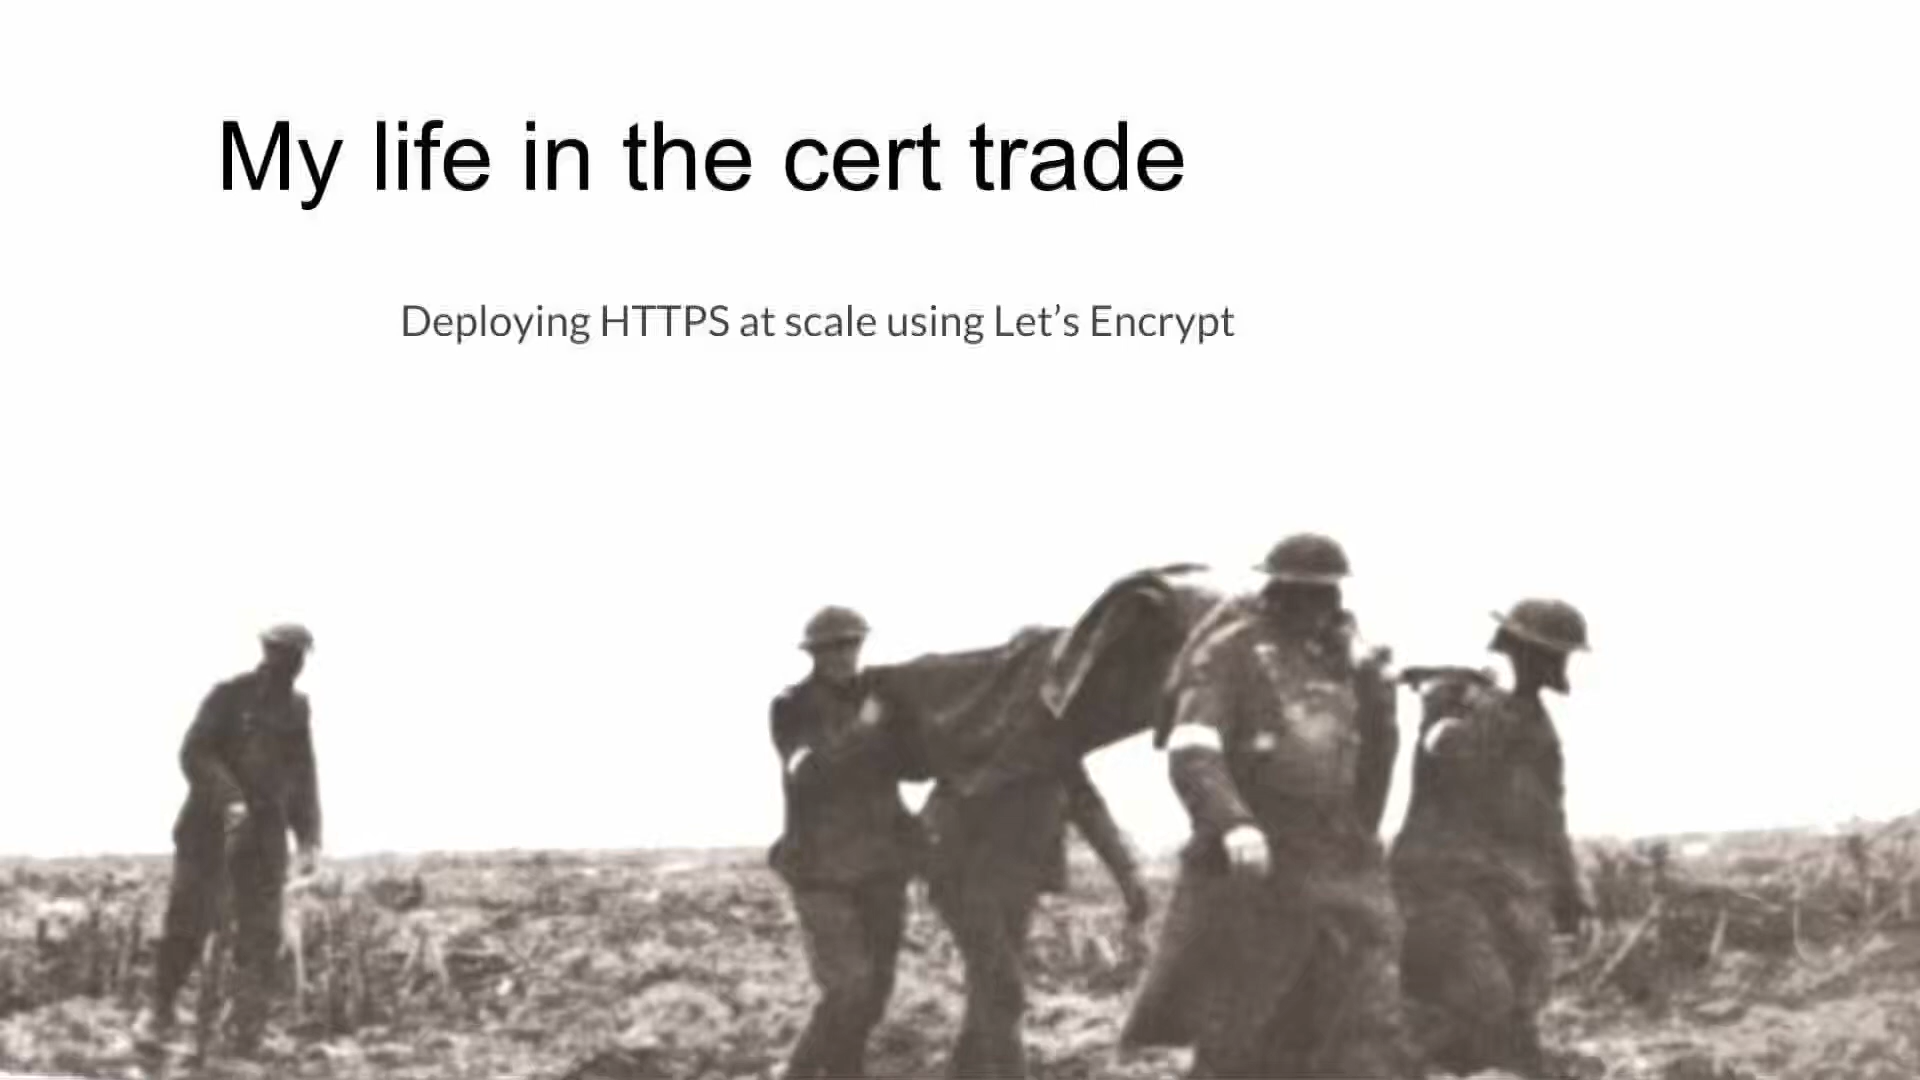 My life in the cert trade
Deploying HTTPS at scale using Let’s Encrypt